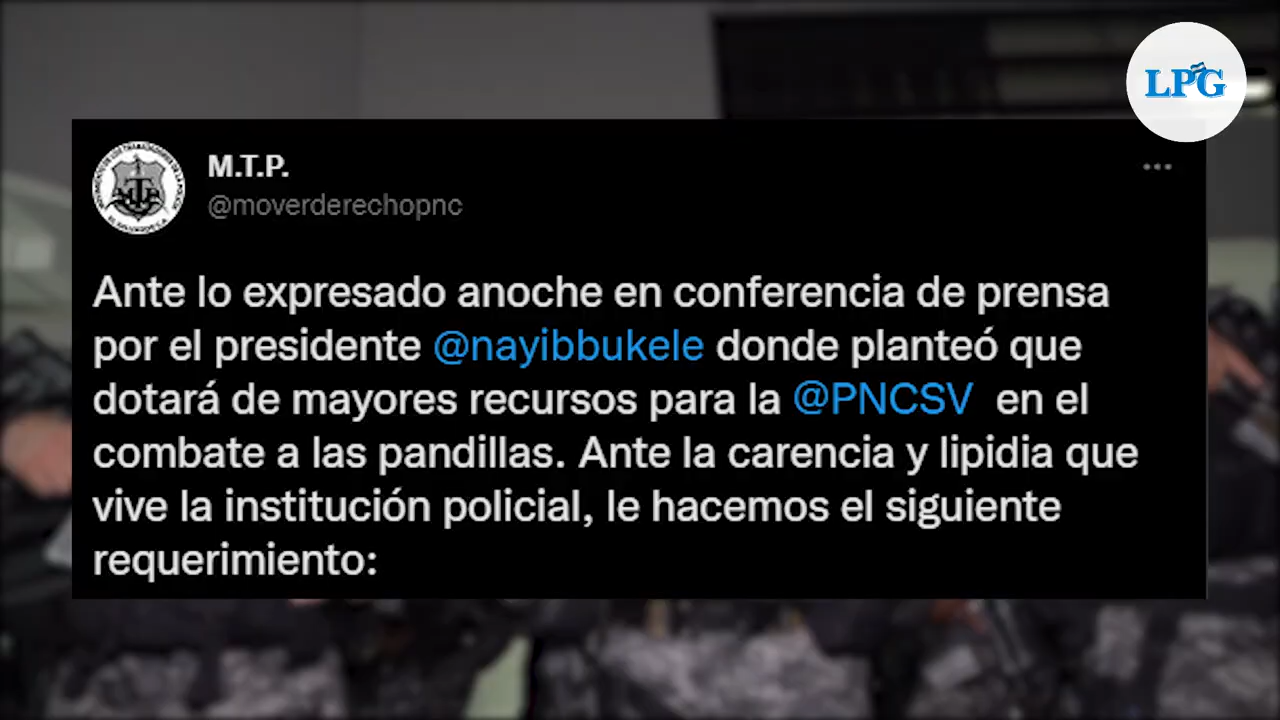 LPG
M.T.P.
@moverderechopnc
Ante lo expresado anoche en conferencia de prensa
por el presidente @nayibbukele donde planteó que
dotará de mayores recursos para la @PNCSV en el
combate a las pandillas. Ante la carencia y lipidia que
vive la institución policial, le hacemos el siguiente
requerimiento: